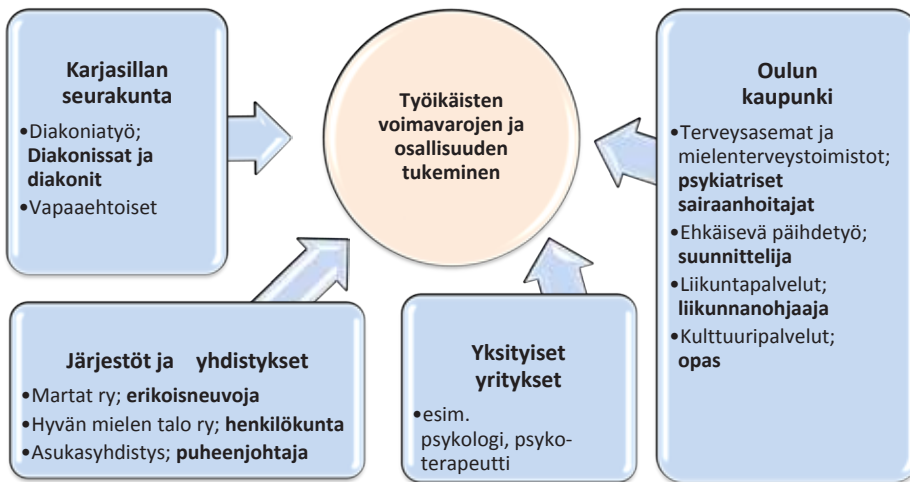 Karjasillan
seurakunta
•Diakoniatyö;
Diakonissat ja
diakonit
•Vapaaehtoiset
Työikäisten
voimavarojen ja
osallisuuden
tukeminen
Oulun
kaupunki
•Terveysasemat ja
mielenterveystoimistot;
psykiatriset
sairaanhoitajat
•Ehkäisevä päihdetyö;
suunnittelija
•Liikuntapalvelut;
liikunnanohjaaja
•Kulttuuripalvelut;
opas
Järjestöt ja yhdistykset
•Martat ry; erikoisneuvoja
•Hyvän mielen talo ry; henkilökunta
•Asukasyhdistys; puheenjohtaja
Yksityiset
yritykset
•esim.
psykologi, psyko-
terapeutti